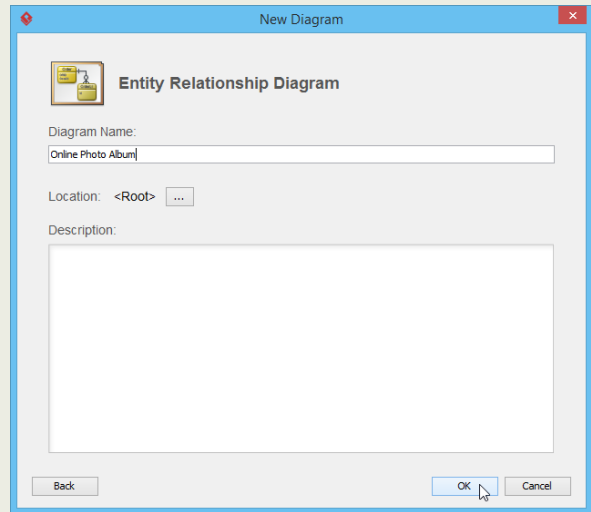 New Diagram
Entity Relationship Diagram
Diagram Name:
Online Photo Album
Location: <Root> ...
Description:
Back OK Cancel